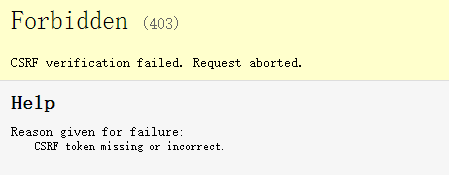 Forbidden (403)
CSRF verification failed. Request aborted.
Help
Reason given for failure:
CSRF token missing or incorrect.